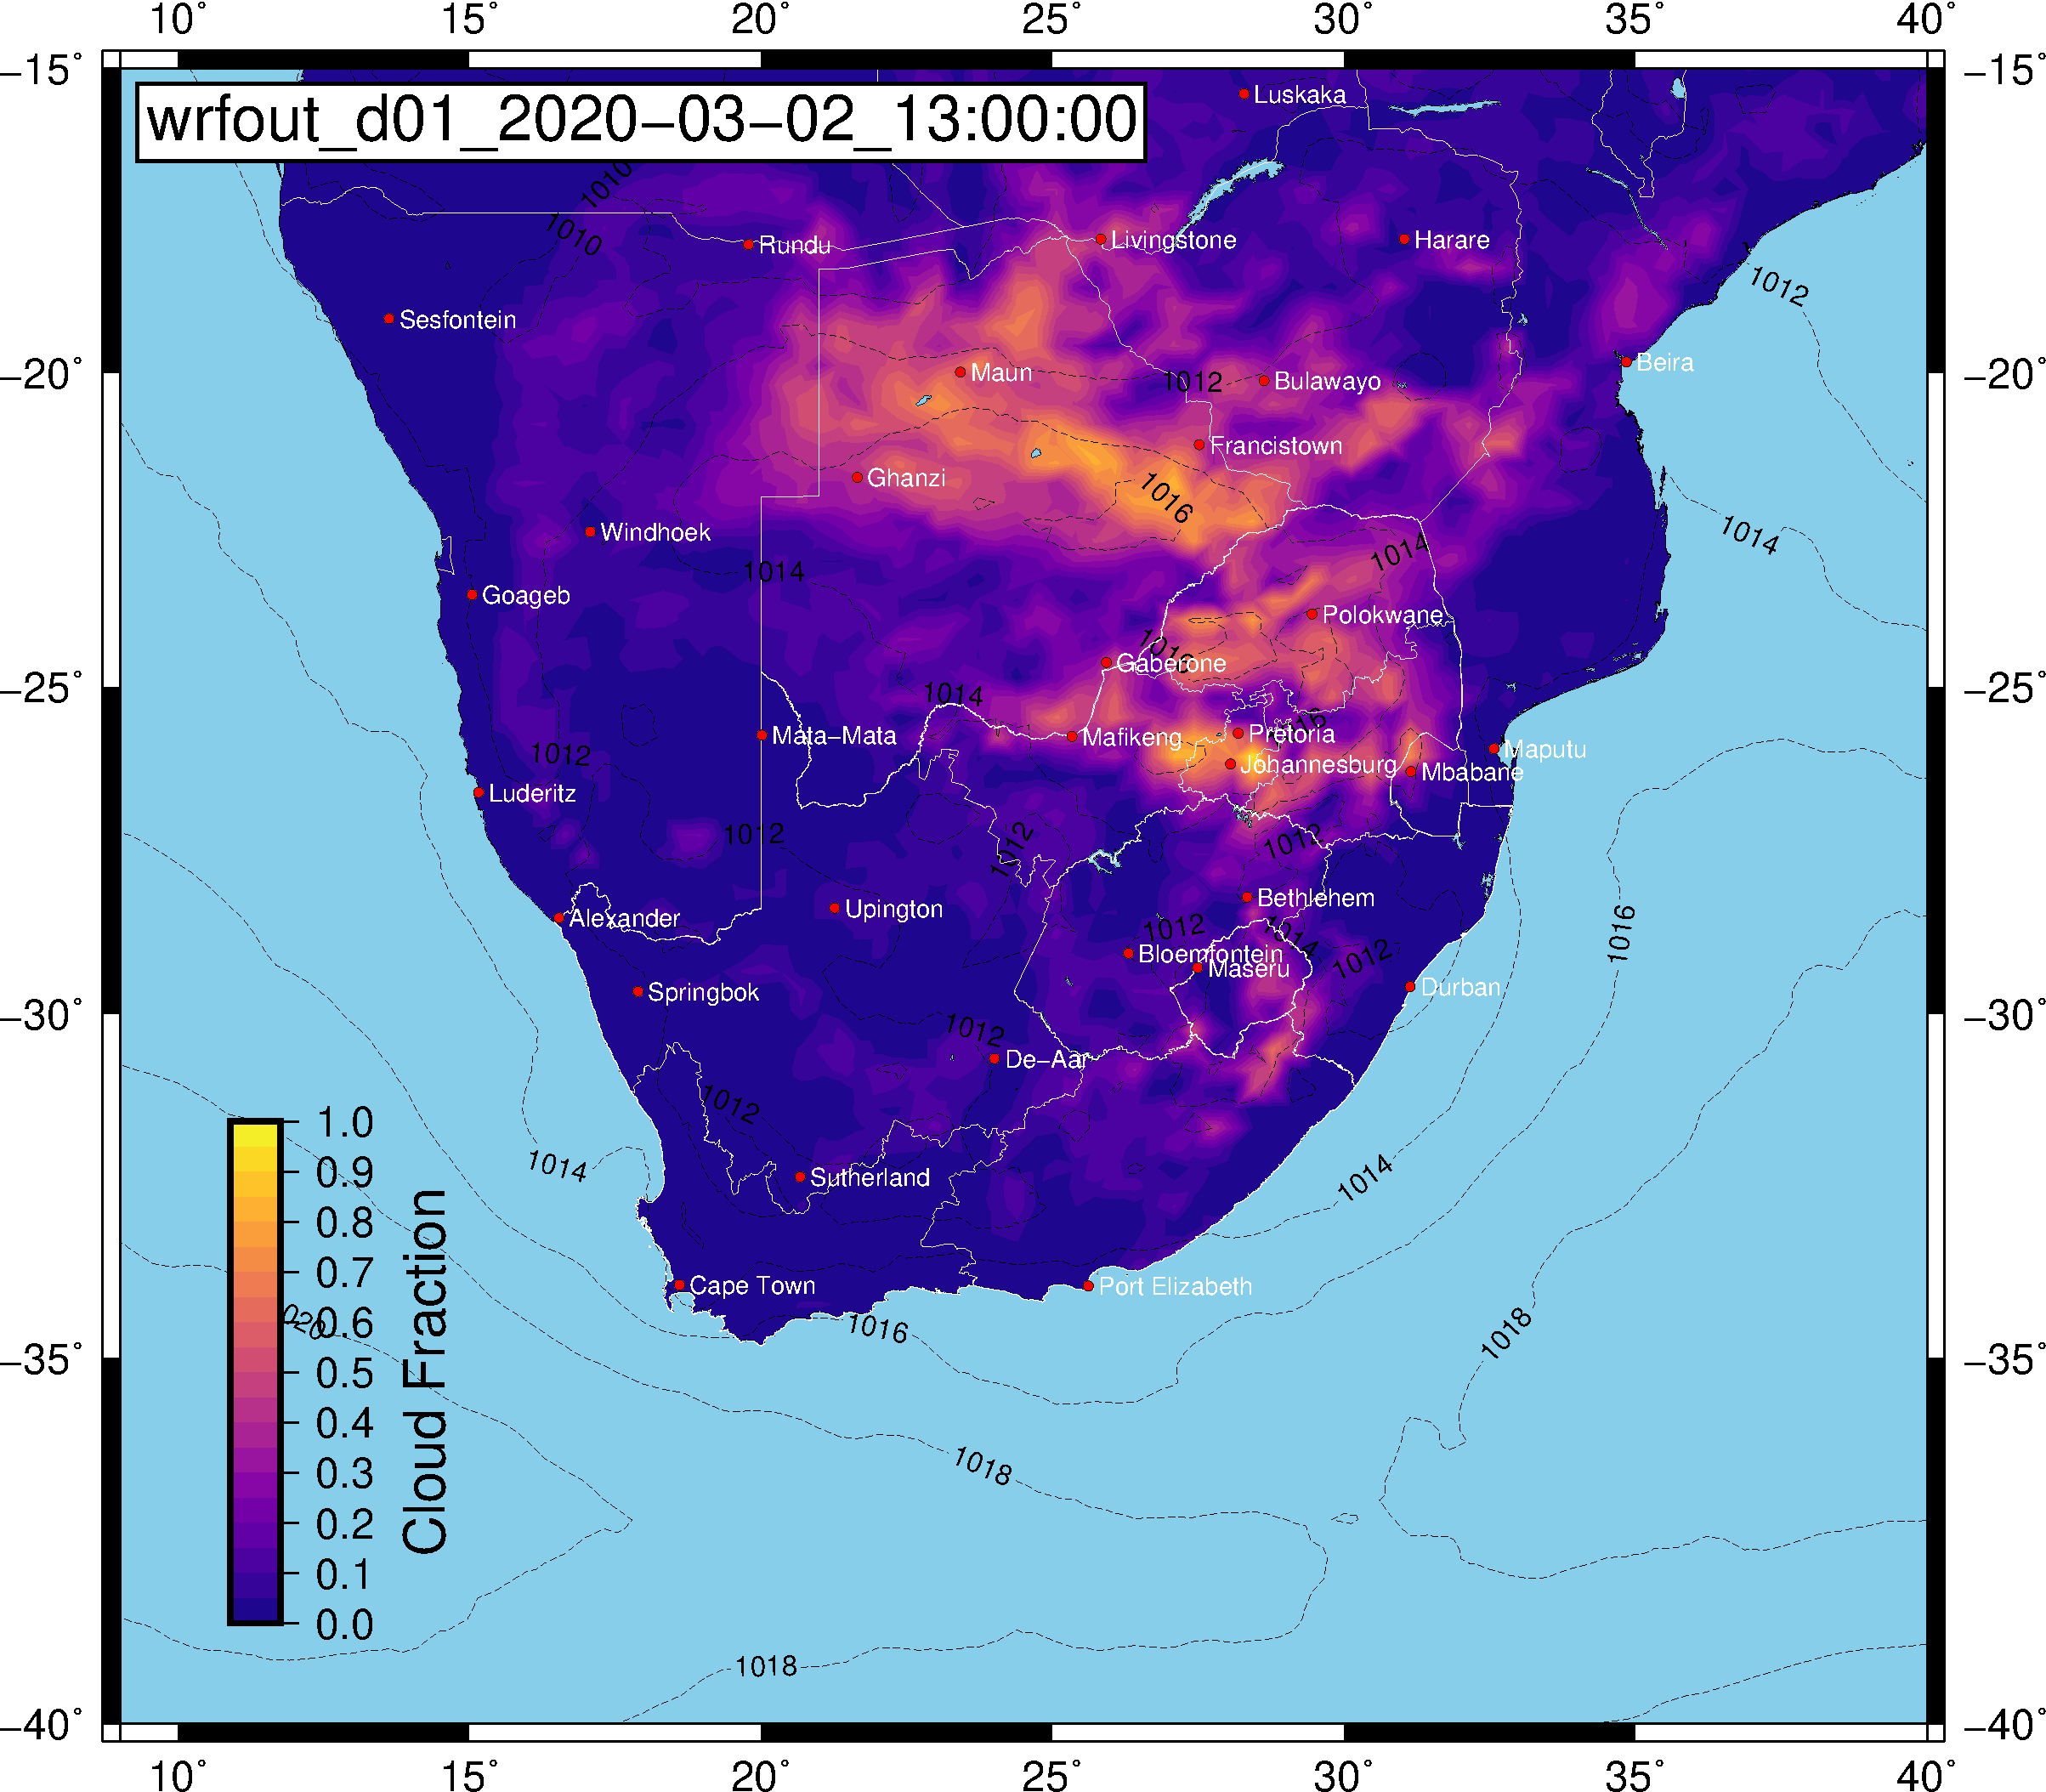 10° 15° 20° 25° 30° 35° 40°
−15° −15°
wrfout_d01_2020−03−02_13:00:00
Luskaka
1010
1010
Rundu
Livingstone
Harare
1012
Sesfontein
−20° −20°
Maun
1012
Bulawayo
Beira
Francistown
Ghanzi
1016
1014
Windhoek
1014
1014
Goageb
Polokwane
1016
Gaberone
−25° −25°
1014
1012
Mata−Mata
Mafikeng
Pretoria
Maputu
Johannesburg
Mbabane
Luderitz
1012
1012
1012
Bethlehem
Upington
Alexander
1016
1012
1014
1012
Bloemfontein
Maseru
Durban
Springbok
−30° −30°
1012
De−Aar
1012
1014
1014
Sutherland
Cape Town
Port Elizabeth
1016
1018
−35° −35°
1018
1018
−40° −40°
1.0
0.9
0.8
0.7
020
0.6
0.5
0.4
0.3
0.2
0.1
0.0
Cloud Fraction
10° 15° 20° 25° 30° 35° 40°